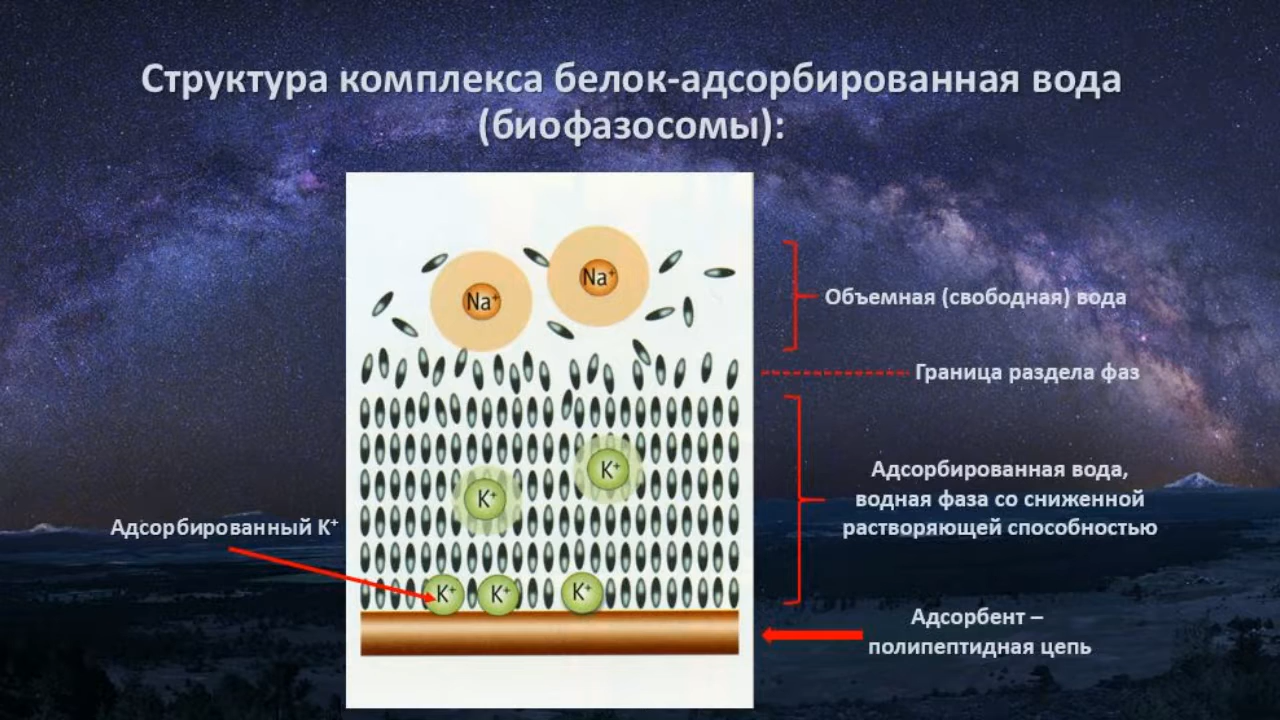 Структура комплекса белок-адсорбированная вода
(биофазосомы):
Na⁺
Na⁺
Объемная (свободная) вода
Граница раздела фаз
K⁺
K⁺
Адсорбированная вода,
водная фаза со сниженной
растворяющей способностью
Адсорбированный K⁺
K⁺
K⁺
K⁺
Адсорбент –
полипептидная цепь